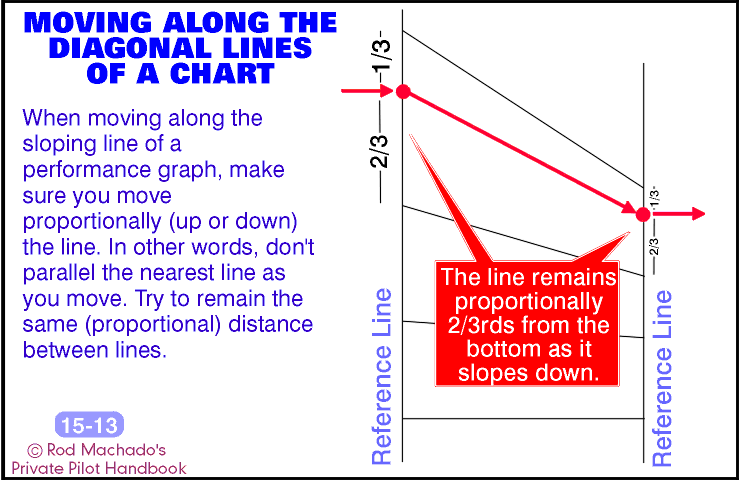 MOVING ALONG THE
DIAGONAL LINES
OF A CHART
When moving along the
sloping line of a
performance graph, make
sure you move
proportionally (up or down)
the line. In other words, don't
parallel the nearest line as
you move. Try to remain the
same (proportional) distance
between lines.
15-13
© Rod Machado's
Private Pilot Handbook
1/3
2/3
Reference Line
The line remains
proportionally
2/3rds from the
bottom as it
slopes down.
1/3
2/3
Reference Line